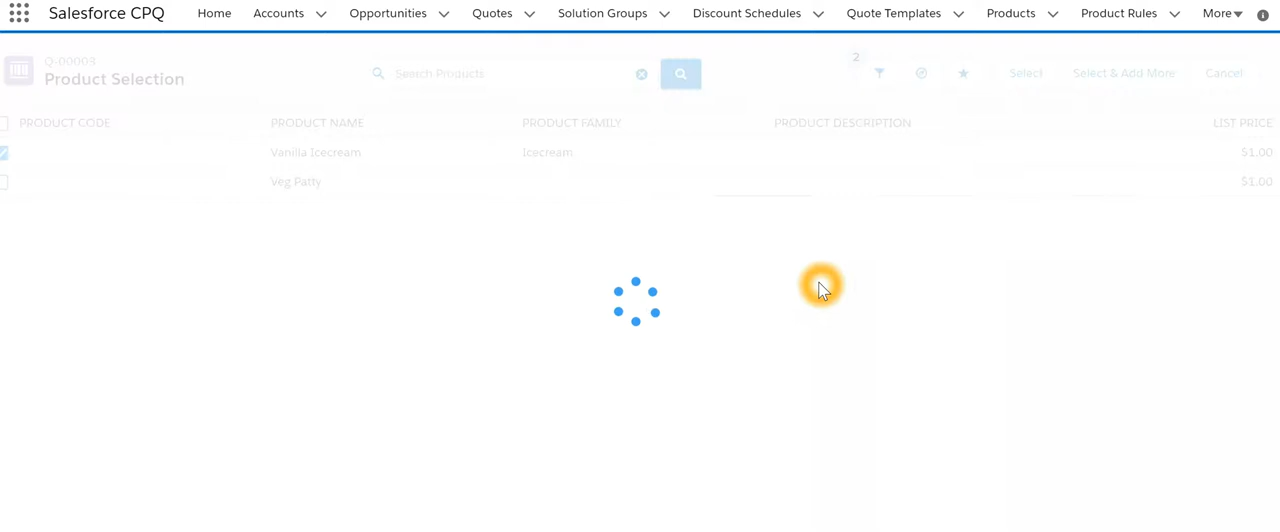 Salesforce CPQ Home Accounts Opportunities Quotes Solution Groups Discount Schedules Quote Templates Products Product Rules More
Q-00003
Product Selection
Search Products
2
Select Select & Add More Cancel
PRODUCT CODE PRODUCT NAME PRODUCT FAMILY PRODUCT DESCRIPTION LIST PRICE
Vanilla Icecream Icecream $1.00
Veg Patty $1.00